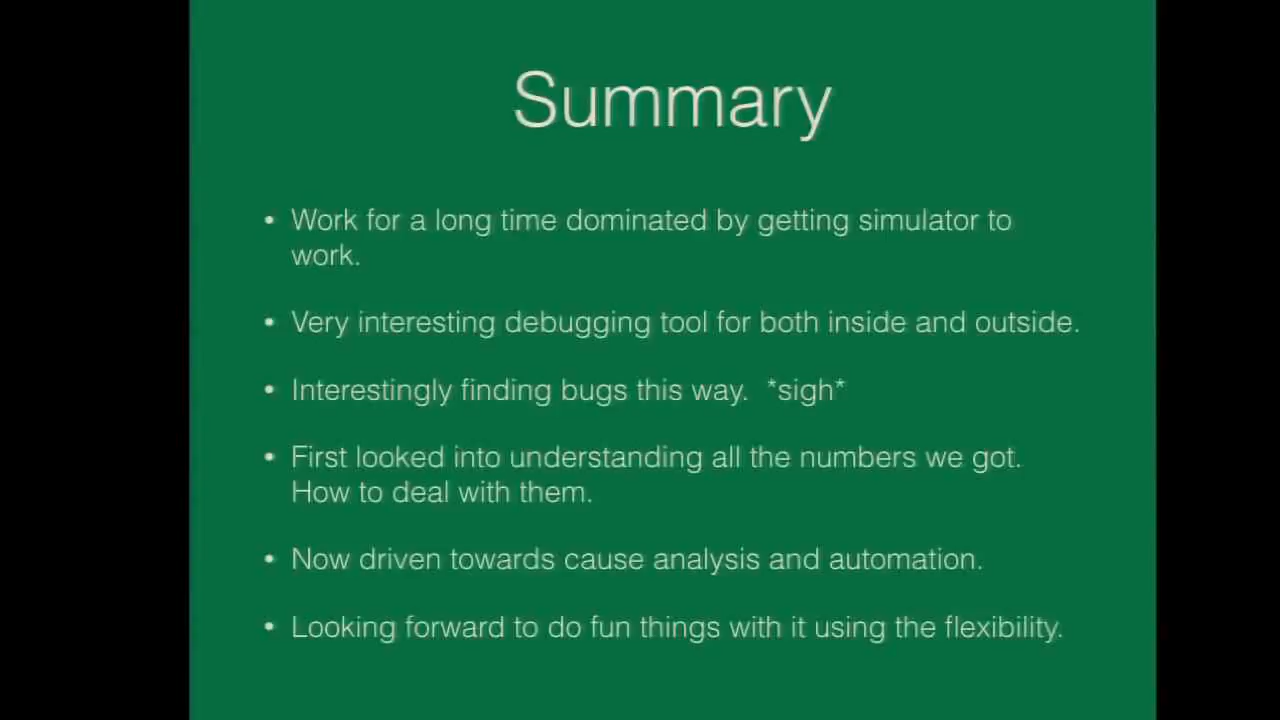 Summary
• Work for a long time dominated by getting simulator to
work.
• Very interesting debugging tool for both inside and outside.
• Interestingly finding bugs this way. *sigh*
• First looked into understanding all the numbers we got.
How to deal with them.
• Now driven towards cause analysis and automation.
• Looking forward to do fun things with it using the flexibility.